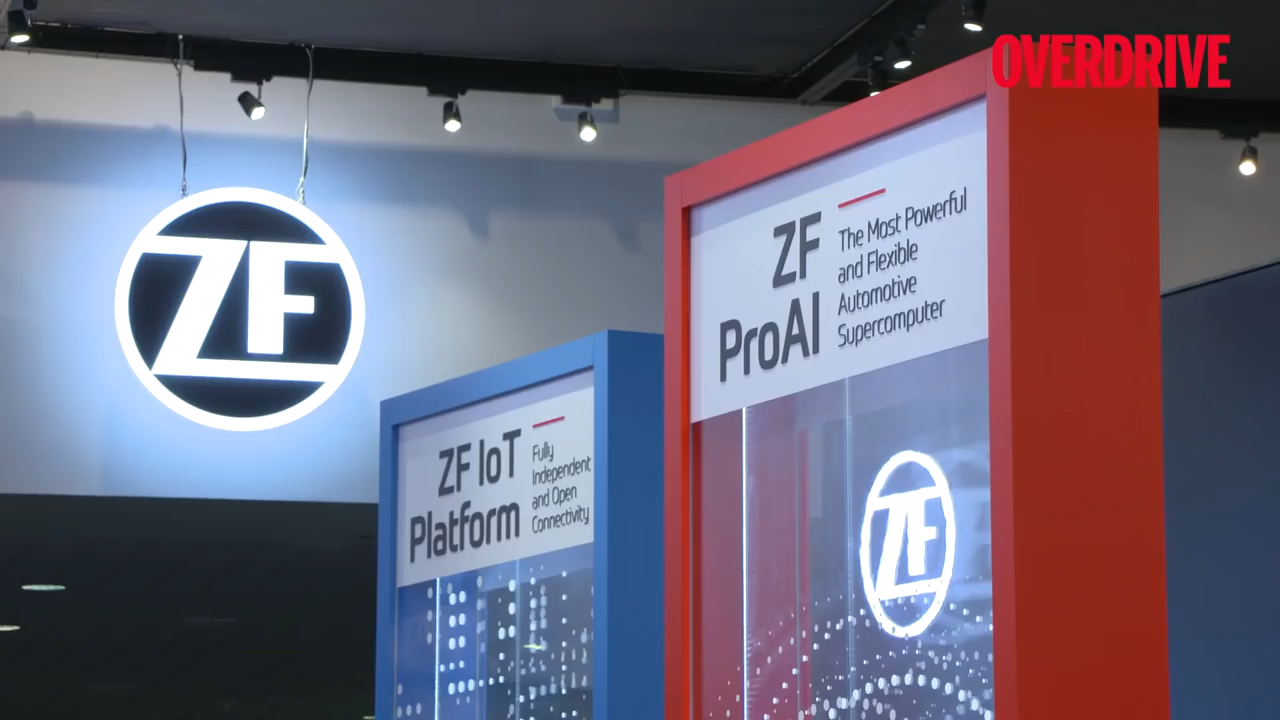 OVERDRIVE
ZF
ZF
ProAI
The Most Powerful
and Flexible
Automotive
Supercomputer
ZF IoT
Platform
Fully
Independent
and Open
Connectivity
ZF